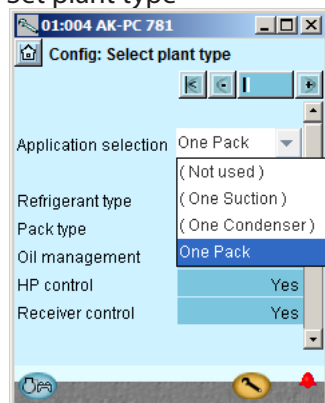 Set plant type
01:004 AK-PC 781
Config: Select plant type
Application selection One Pack
(Not used)
Refrigerant type (One Suction)
Pack type (One Condenser)
Oil management One Pack
HP control Yes
Receiver control Yes